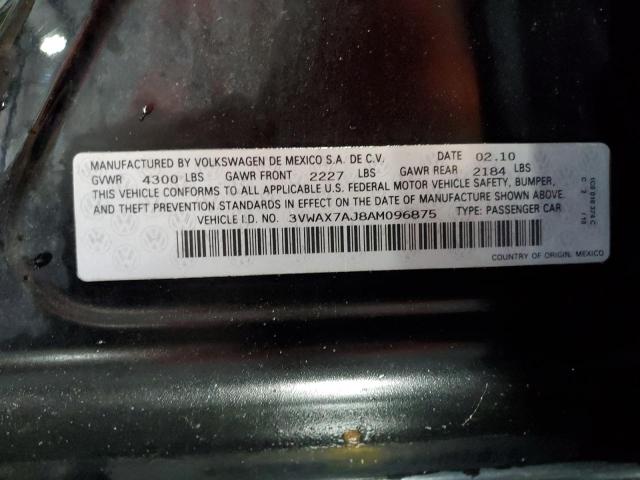 MANUFACTURED BY VOLKSWAGEN DE MEXICO S.A. DE C.V. DATE 02.10
GVWR 4300 LBS GAWR FRONT 2227 LBS GAWR REAR 2184 LBS
THIS VEHICLE CONFORMS TO ALL APPLICABLE U.S. FEDERAL MOTOR VEHICLE SAFETY, BUMPER,
AND THEFT PREVENTION STANDARDS IN EFFECT ON THE DATE OF MANUFACTURE SHOWN ABOVE.
VEHICLE I.D. NO. 3VWAX7AJ8AM096875 TYPE: PASSENGER CAR
COUNTRY OF ORIGIN: MEXICO